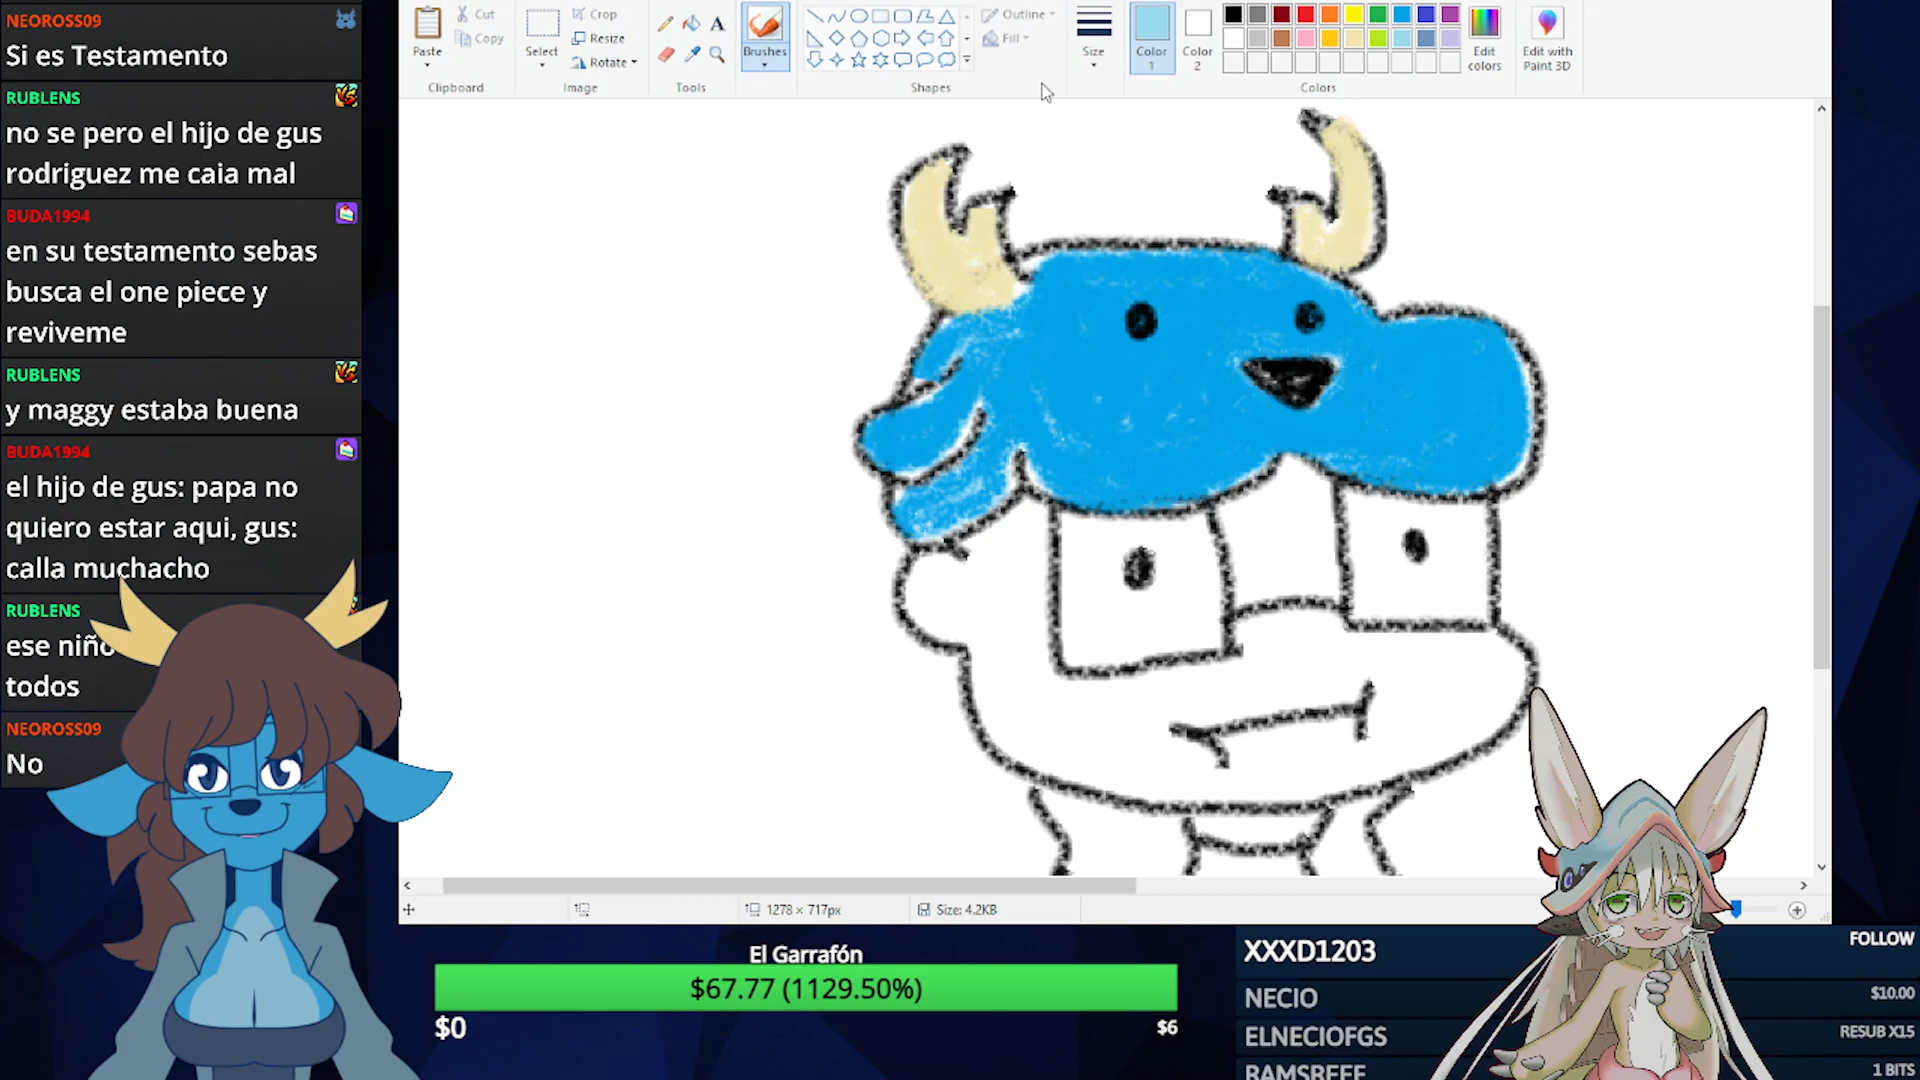 NEOROSS09
Si es Testamento
RUBLENS
no se pero el hijo de gus
rodriguez me caia mal
BUDA1994
en su testamento sebas
busca el one piece y
reviveme
RUBLENS
y maggy estaba buena
BUDA1994
el hijo de gus: papa no
quiero estar aqui, gus:
calla muchacho
RUBLENS
ese niño
todos
NEOROSS09
No
Paste
Cut
Copy
Clipboard
Select
Crop
Resize
Rotate
Image
A
Tools
Brushes
Shapes
Outline
Fill
Size
Color
1
Color
2
Edit
colors
Colors
Edit with
Paint 3D
1278 × 717px
Size: 4.2KB
El Garrafón
$67.77 (1129.50%)
$0
$6
XXXD1203
FOLLOW
NECIO
$10.00
ELNECIOFGS
RESUB X15
RAMSREEE
1 BITS